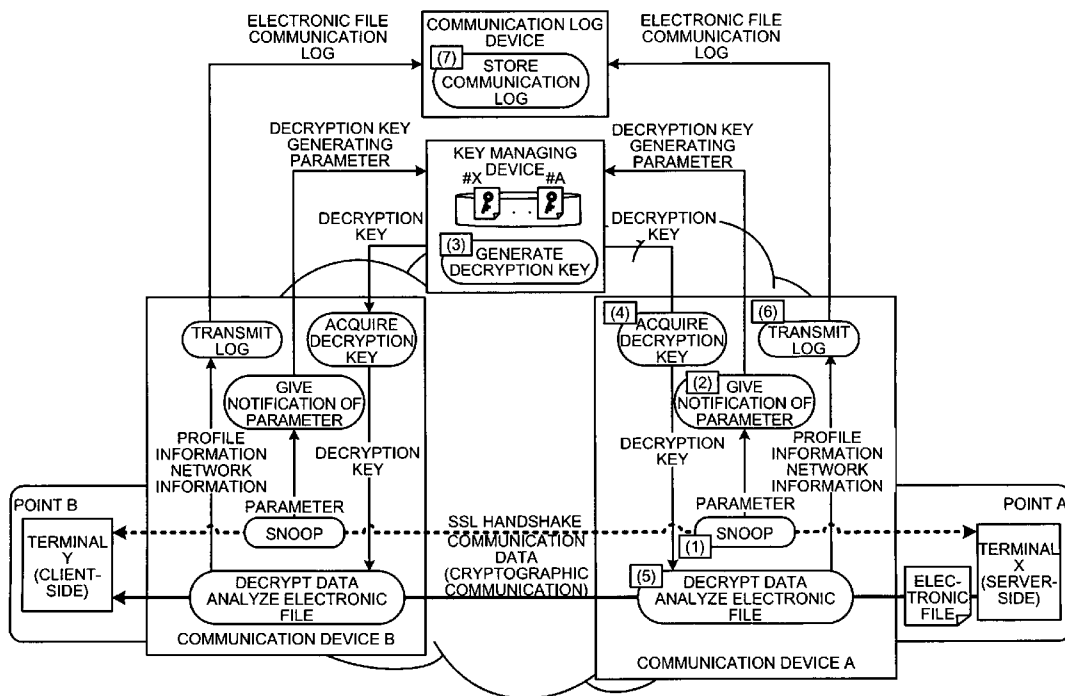 ELECTRONIC FILE
COMMUNICATION
LOG
COMMUNICATION LOG
DEVICE
(7)
STORE
COMMUNICATION
LOG
ELECTRONIC FILE
COMMUNICATION
LOG
DECRYPTION KEY
GENERATING
PARAMETER
KEY MANAGING
DEVICE
#X
#A
. .
(3)
GENERATE
DECRYPTION KEY
DECRYPTION KEY
GENERATING
PARAMETER
DECRYPTION
KEY
DECRYPTION
KEY
TRANSMIT
LOG
ACQUIRE
DECRYPTION
KEY
(4)
ACQUIRE
DECRYPTION
KEY
(6)
TRANSMIT
LOG
GIVE
NOTIFICATION OF
PARAMETER
(2)
GIVE
NOTIFICATION OF
PARAMETER
PROFILE
INFORMATION
NETWORK
INFORMATION
DECRYPTION
KEY
DECRYPTION
KEY
PROFILE
INFORMATION
NETWORK
INFORMATION
POINT B
PARAMETER
SNOOP
SSL HANDSHAKE
COMMUNICATION
DATA
(CRYPTOGRAPHIC
COMMUNICATION)
PARAMETER
SNOOP
(1)
POINT A
TERMINAL
Y
(CLIENT-
SIDE)
DECRYPT DATA
ANALYZE ELECTRONIC
FILE
(5)
DECRYPT DATA
ANALYZE ELECTRONIC
FILE
ELEC-
TRONIC
FILE
TERMINAL
X
(SERVER-
SIDE)
COMMUNICATION DEVICE B
COMMUNICATION DEVICE A